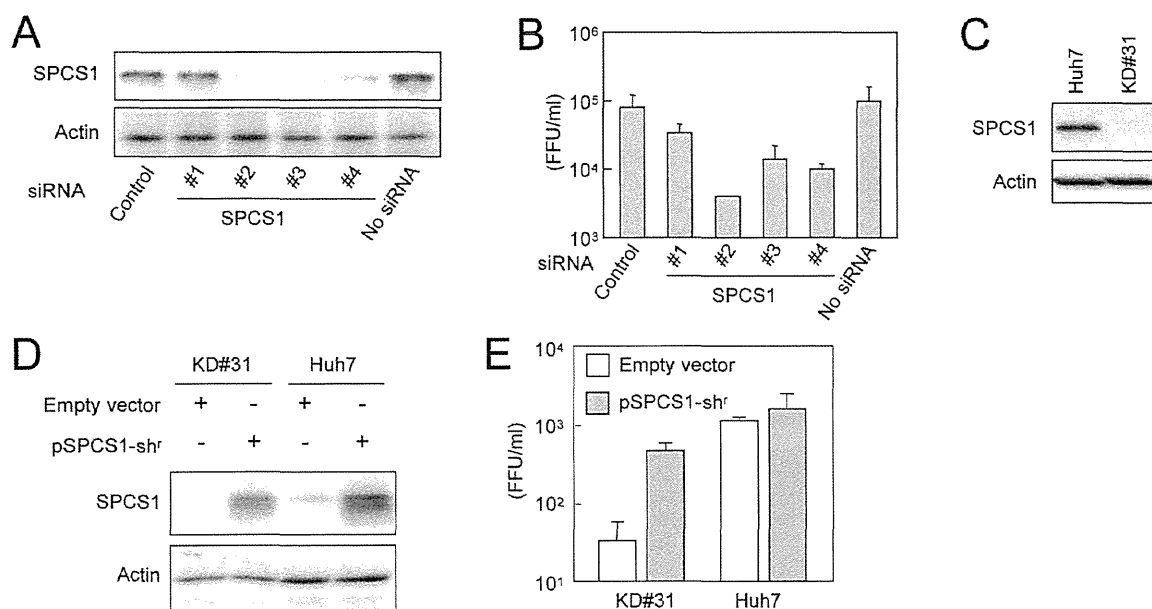 A
SPCS1
Actin
siRNA
Control
#1
#2
#3
#4
No siRNA
SPCS1
B
(FFU/ml)
10⁶
10⁵
10⁴
10³
siRNA
Control
#1
#2
#3
#4
No siRNA
SPCS1
C
Huh7
KD#31
SPCS1
Actin
D
KD#31 Huh7
Empty vector + - + -
pSPCS1-shʳ - + - +
SPCS1
Actin
E
(FFU/ml)
10⁴
10³
10²
10¹
Empty vector
pSPCS1-shʳ
KD#31 Huh7